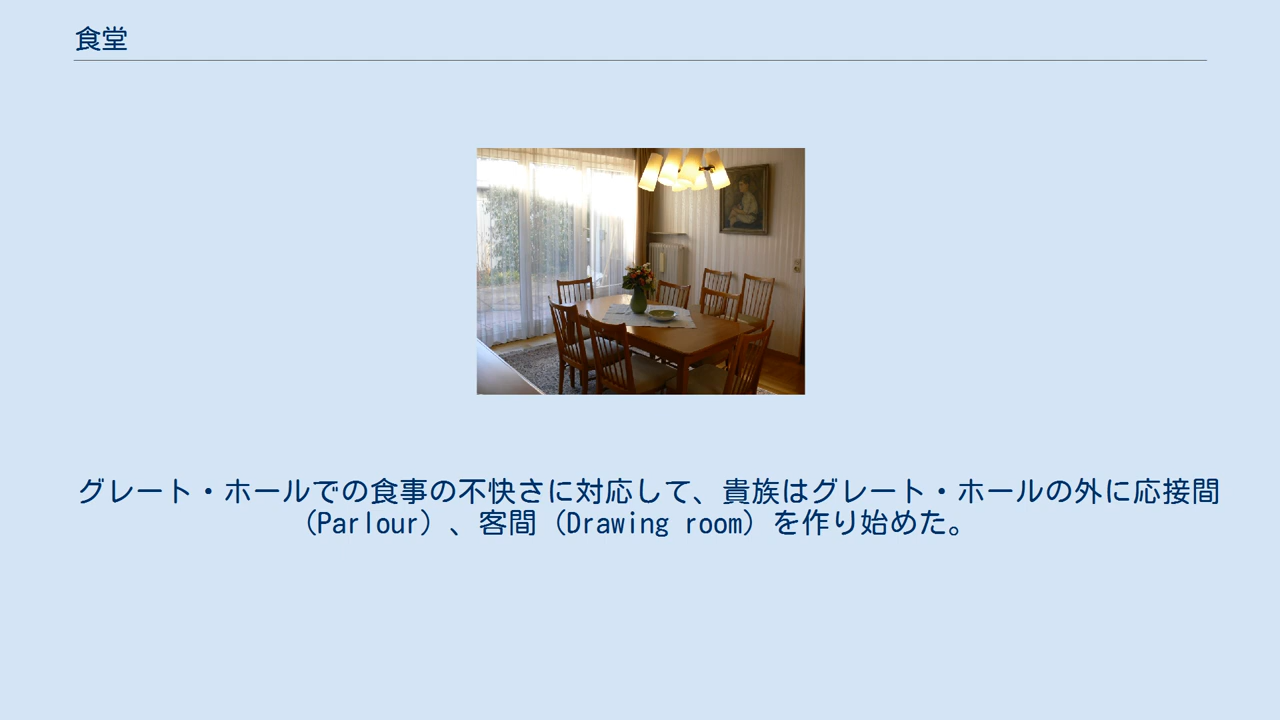 食堂
グレート・ホールでの食事の不快さに対応して、貴族はグレート・ホールの外に応接間
（Parlour）、客間（Drawing room）を作り始めた。